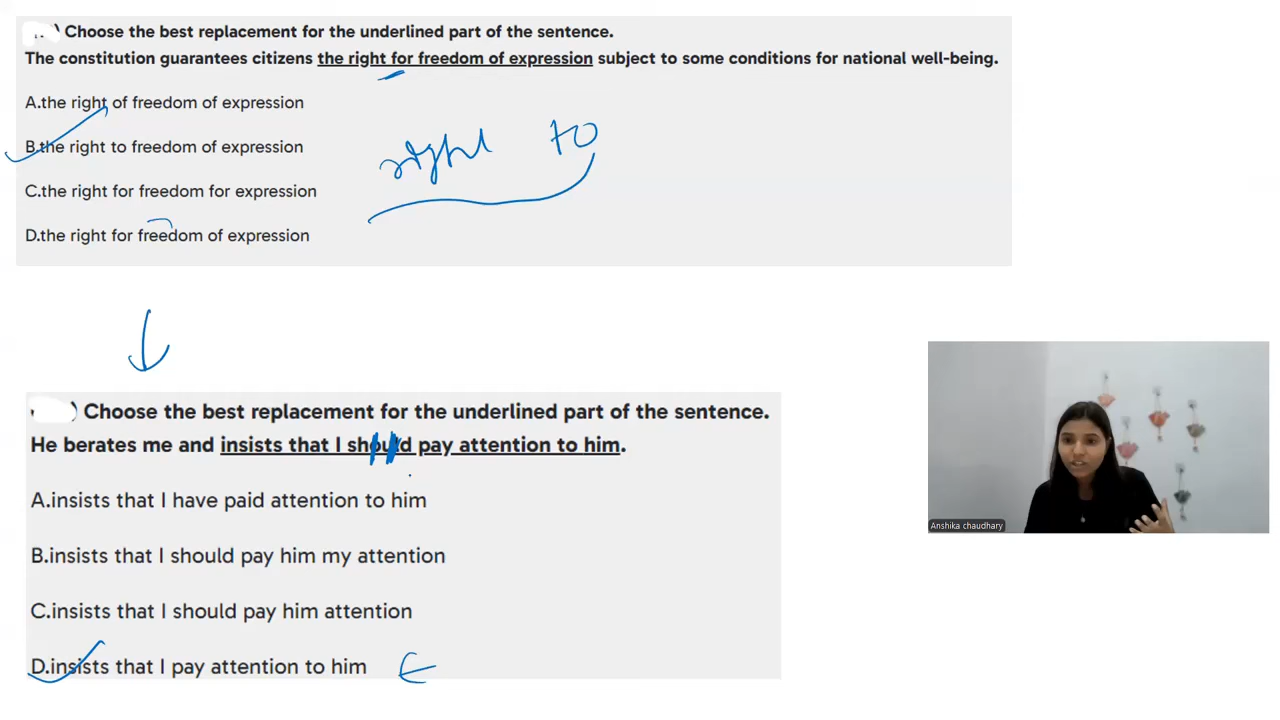 ) Choose the best replacement for the underlined part of the sentence.
The constitution guarantees citizens the right for freedom of expression subject to some conditions for national well-being.
A.the right of freedom of expression
B.the right to freedom of expression
right to
C.the right for freedom for expression
D.the right for freedom of expression
) Choose the best replacement for the underlined part of the sentence.
He berates me and insists that I should pay attention to him.
A.insists that I have paid attention to him
B.insists that I should pay him my attention
C.insists that I should pay him attention
D.insists that I pay attention to him
Anshika chaudhary